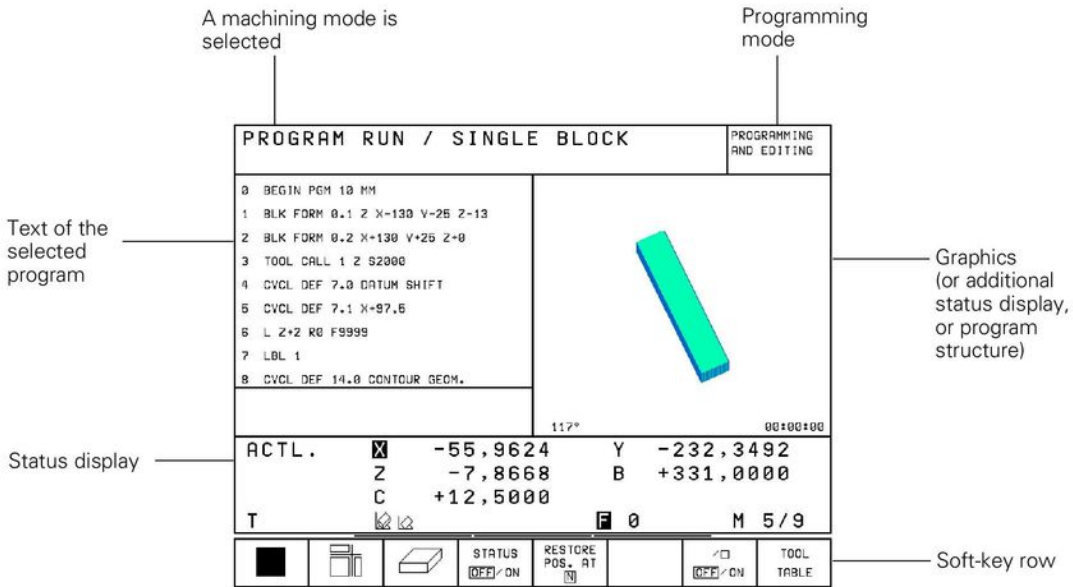 A machining mode is
selected
Programming
mode
PROGRAM RUN / SINGLE BLOCK
PROGRAMMING
AND EDITING
Text of the
selected
program
0 BEGIN PGM 10 MM
1 BLK FORM 0.1 Z X-130 Y-25 Z-13
2 BLK FORM 0.2 X+130 Y+25 Z+0
3 TOOL CALL 1 Z S2000
4 CYCL DEF 7.0 DATUM SHIFT
5 CYCL DEF 7.1 X+97.5
6 L Z+2 R0 F9999
7 LBL 1
8 CYCL DEF 14.0 CONTOUR GEOM.
Graphics
(or additional
status display,
or program
structure)
117° 00:00:00
Status display
ACTL. X -55,9624 Y -232,3492
Z -7,8668 B +331,0000
C +12,5000
T F 0 M 5/9
STATUS
OFF / ON
RESTORE
POS. AT
N
OFF / ON
TOOL
TABLE
Soft-key row